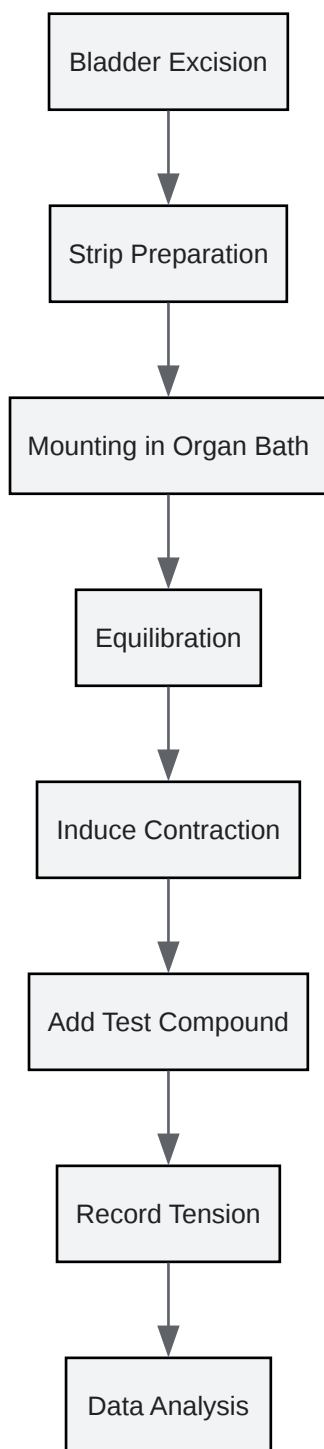 Bladder Excision
Strip Preparation
Mounting in Organ Bath
Equilibration
Induce Contraction
Add Test Compound
Record Tension
Data Analysis